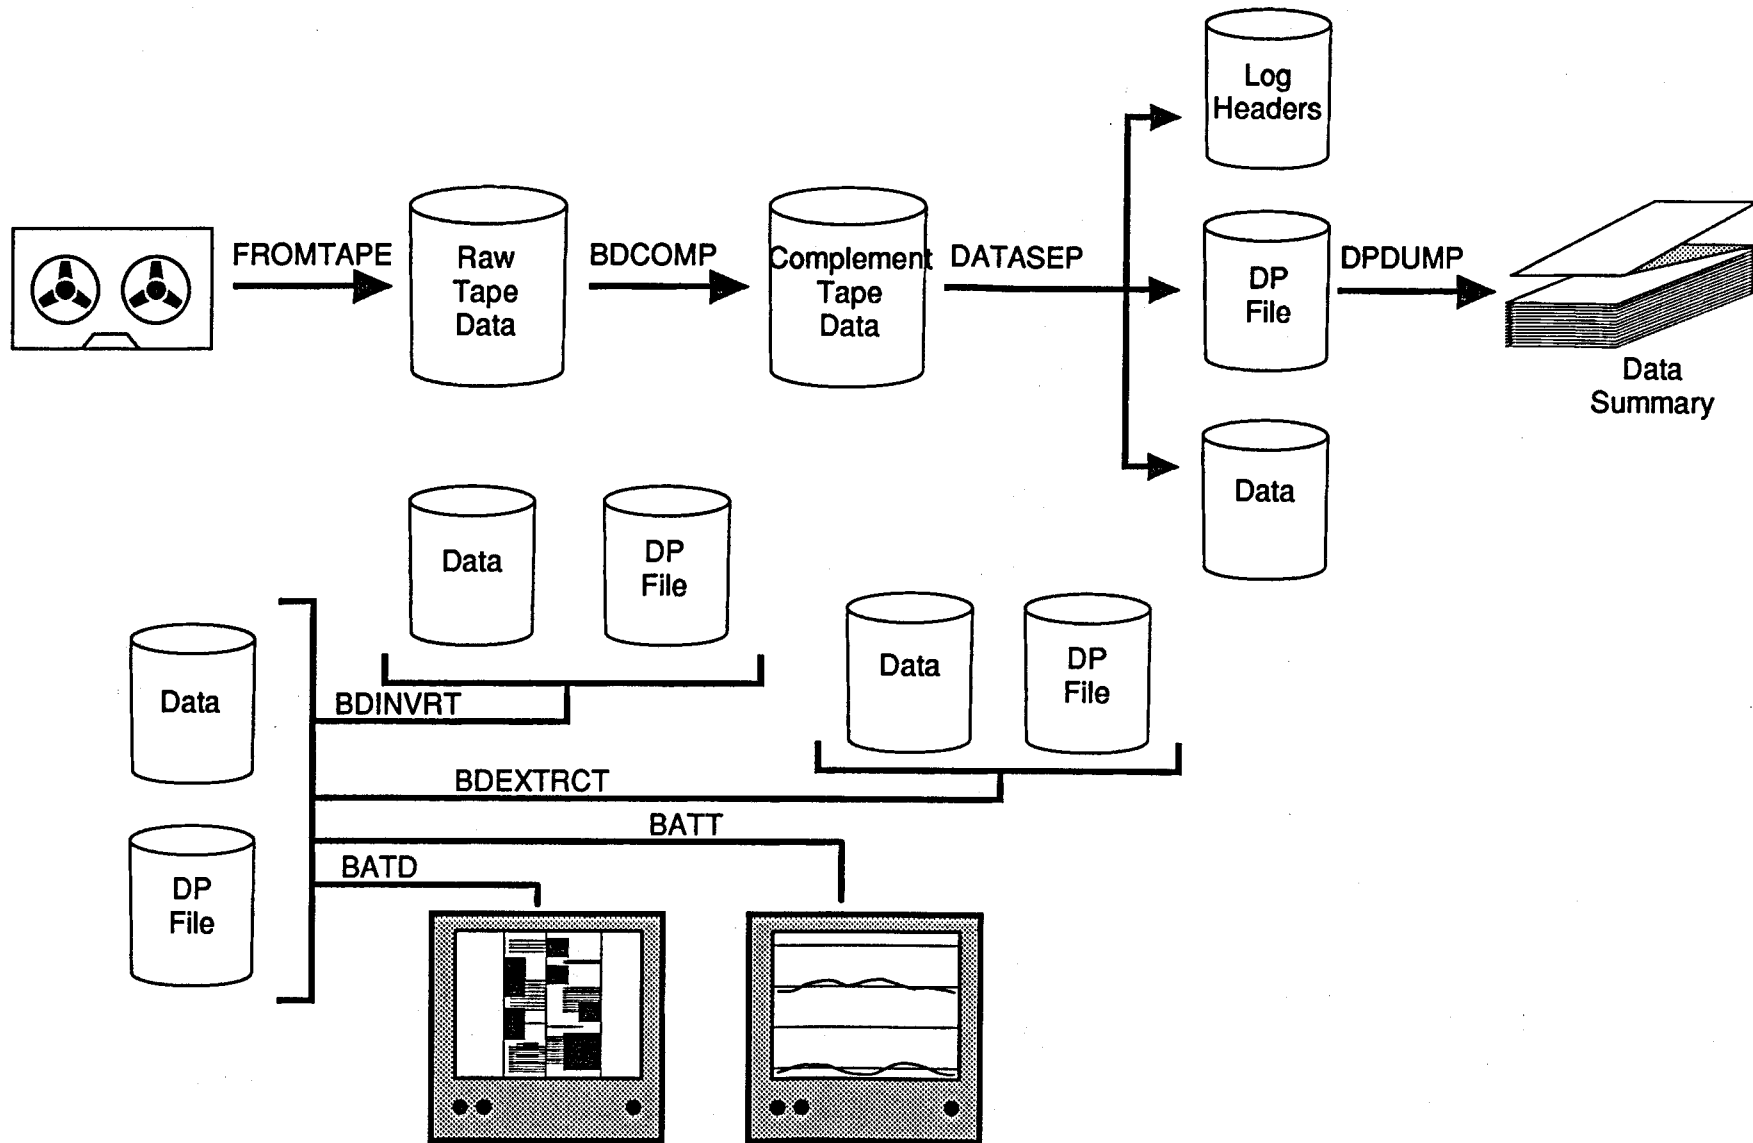 Log
Headers
FROMTAPE
Raw
Tape
Data
BDCOMP
Complement
Tape
Data
DATASEP
DP
File
DPDUMP
Data
Summary
Data
Data
DP
File
Data
DP
File
Data
BDINVRT
BDEXTRCT
BATT
BATD
DP
File